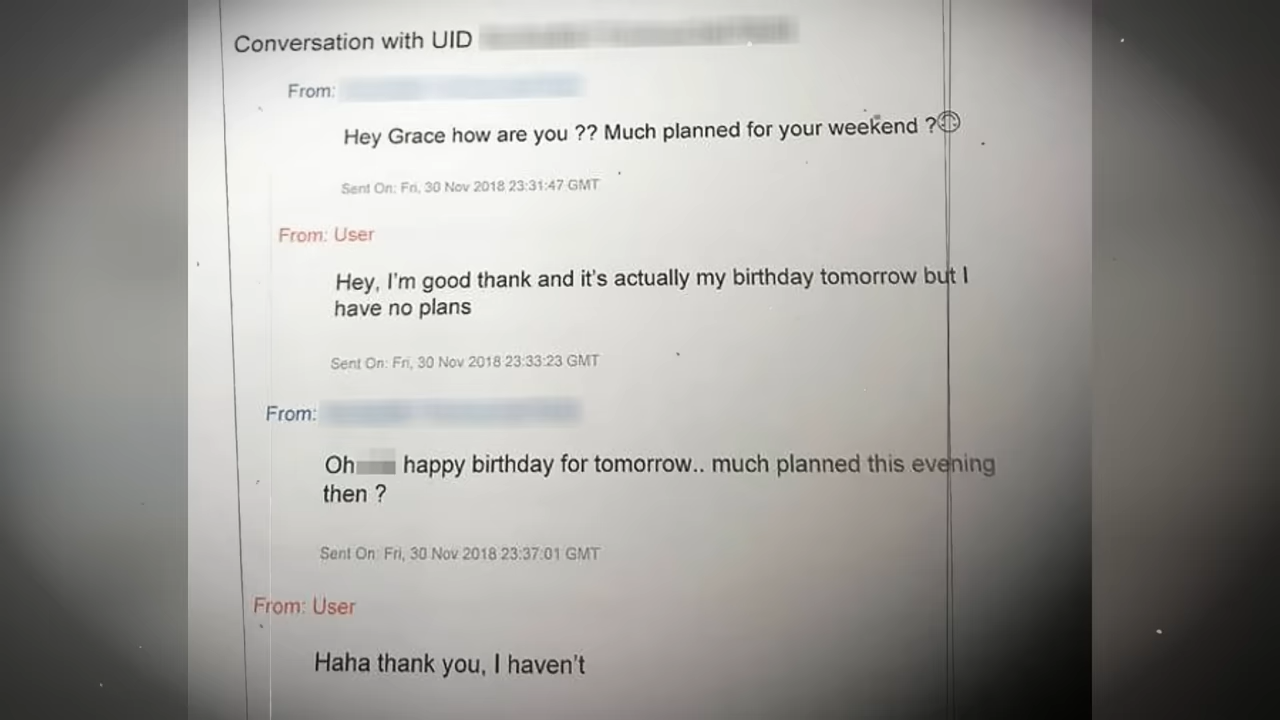 Conversation with UID
From:
Hey Grace how are you ?? Much planned for your weekend ?
Sent On: Fri, 30 Nov 2018 23:31:47 GMT
From: User
Hey, I'm good thank and it's actually my birthday tomorrow but I
have no plans
Sent On: Fri, 30 Nov 2018 23:33:23 GMT
From:
Oh happy birthday for tomorrow.. much planned this evening
then ?
Sent On: Fri, 30 Nov 2018 23:37:01 GMT
From: User
Haha thank you, I haven't